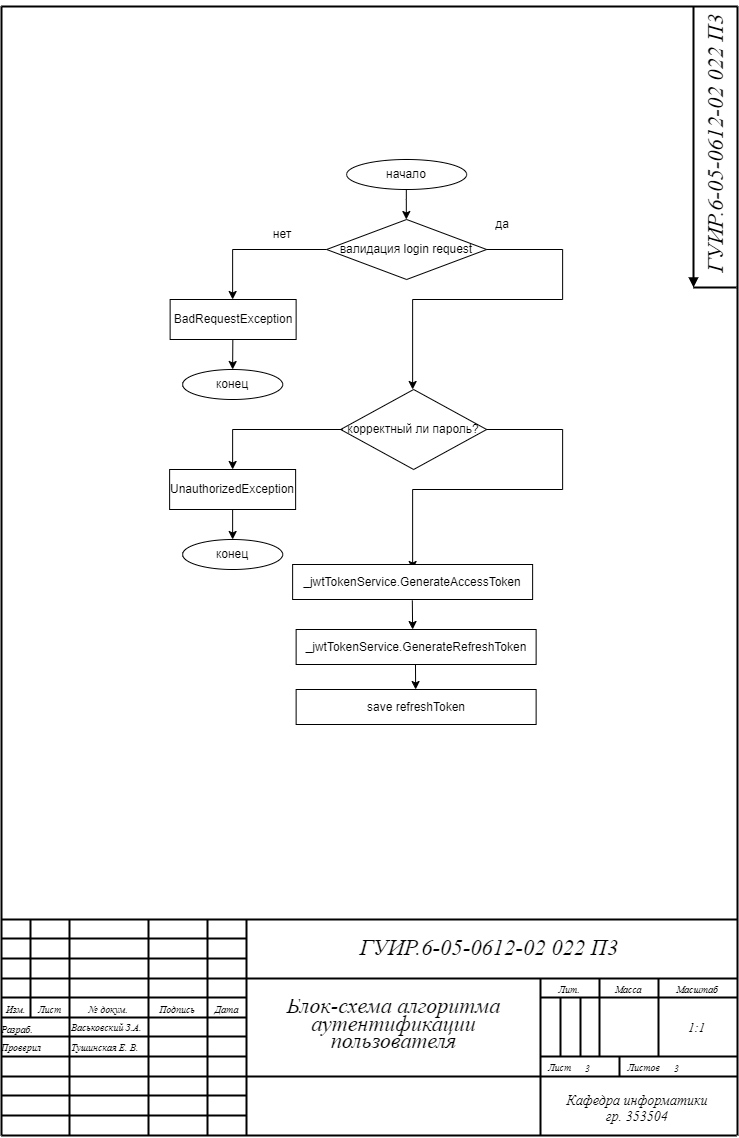 ГУИР.6-05-0612-02 022 ПЗ
начало
нет
да
валидация login request
BadRequestException
конец
корректный ли пароль?
UnauthorizedException
конец
_jwtTokenService.GenerateAccessToken
_jwtTokenService.GenerateRefreshToken
save refreshToken
ГУИР.6-05-0612-02 022 ПЗ
Изм. Лист № докум. Подпись Дата
Разраб. Васьковский З.А.
Проверил Тушинская Е. В.
Блок-схема алгоритма
аутентификации
пользователя
Лит. Масса Масштаб
1:1
Лист 3 Листов 3
Кафедра информатики
гр. 353504